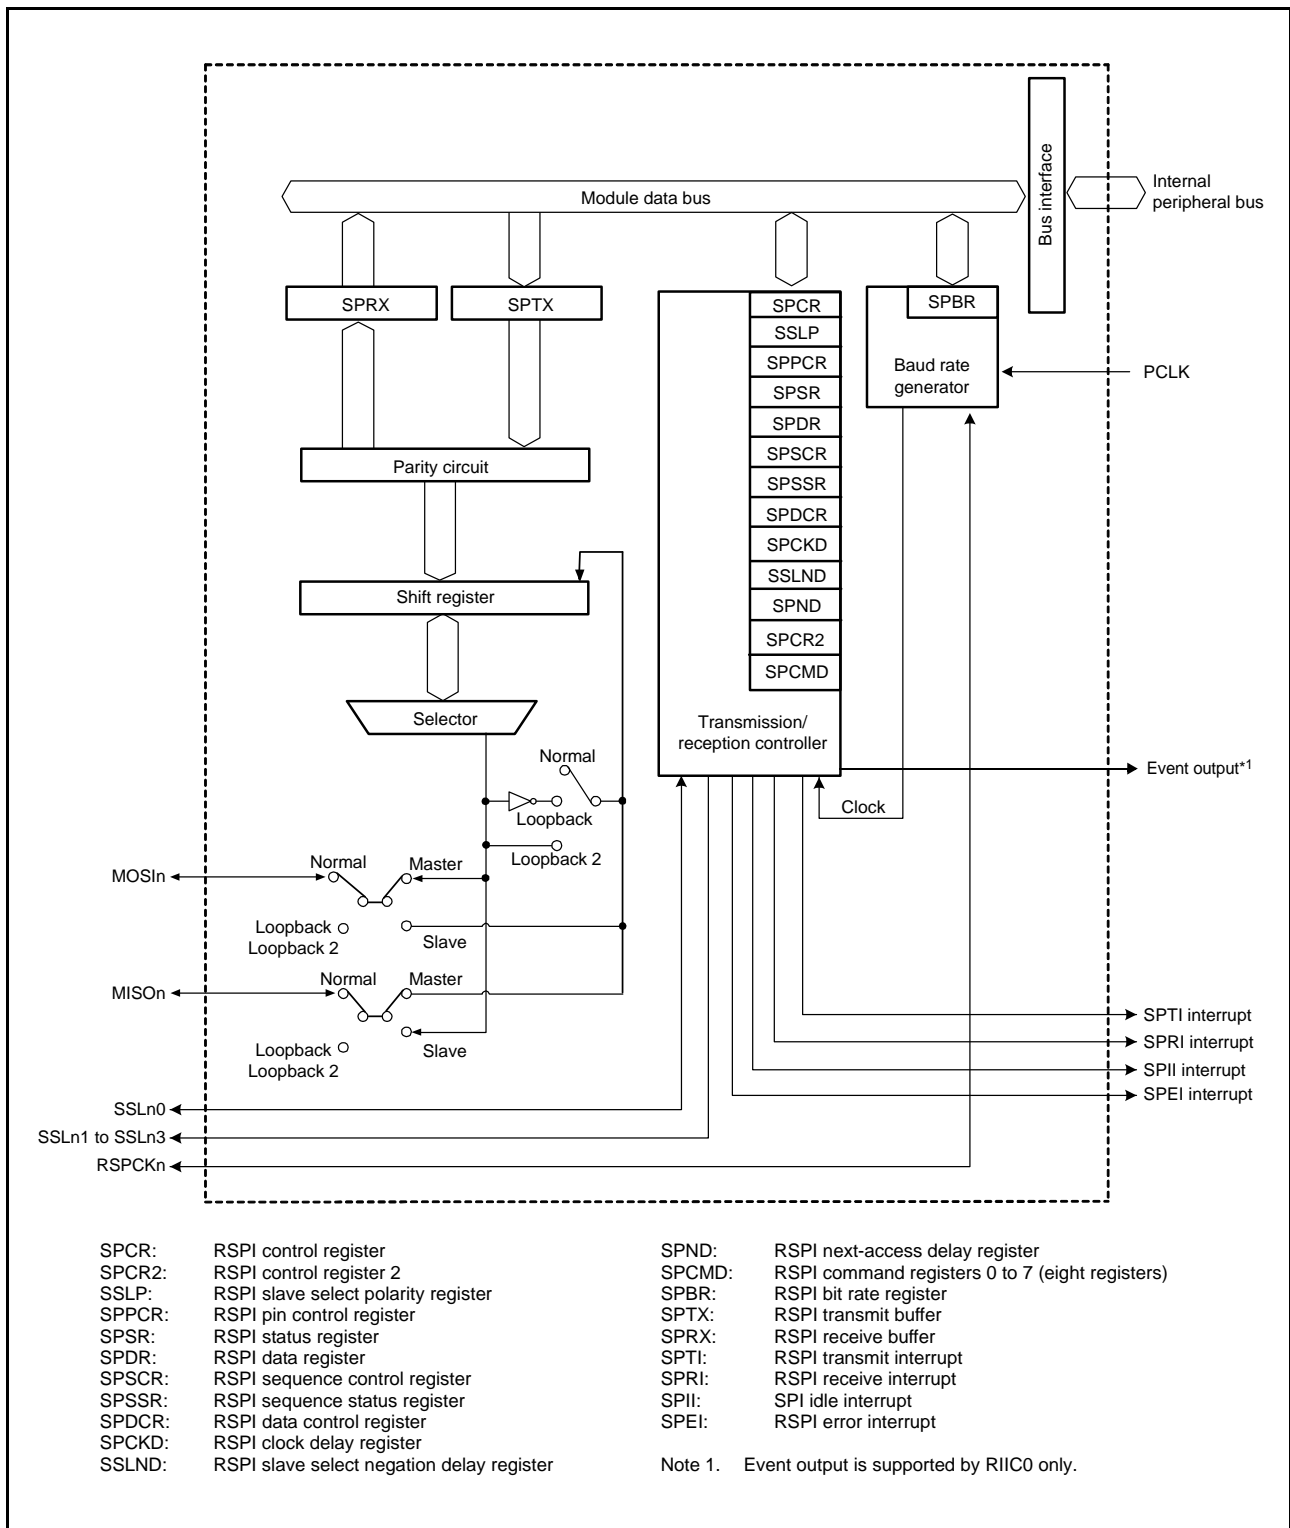 Bus interface
Module data bus
Internal
peripheral bus
SPRX
SPTX
SPCR
SPBR
SSLP
SPPCR
Baud rate
generator
PCLK
SPSR
SPDR
SPSCR
Parity circuit
SPSSR
SPDCR
SPCKD
SSLND
Shift register
SPND
SPCR2
SPCMD
Selector
Transmission/
reception controller
Normal
Event output*1
Loopback
Clock
Loopback 2
Normal
Master
MOSIn
Loopback
Loopback 2
Slave
Normal
Master
MISOn
Loopback
Loopback 2
Slave
SPTI interrupt
SPRI interrupt
SPII interrupt
SPEI interrupt
SSLn0
SSLn1 to SSLn3
RSPCKn
SPCR: RSPI control register
SPCR2: RSPI control register 2
SSLP: RSPI slave select polarity register
SPPCR: RSPI pin control register
SPSR: RSPI status register
SPDR: RSPI data register
SPSCR: RSPI sequence control register
SPSSR: RSPI sequence status register
SPDCR: RSPI data control register
SPCKD: RSPI clock delay register
SSLND: RSPI slave select negation delay register
SPND: RSPI next-access delay register
SPCMD: RSPI command registers 0 to 7 (eight registers)
SPBR: RSPI bit rate register
SPTX: RSPI transmit buffer
SPRX: RSPI receive buffer
SPTI: RSPI transmit interrupt
SPRI: RSPI receive interrupt
SPII: SPI idle interrupt
SPEI: RSPI error interrupt
Note 1. Event output is supported by RIIC0 only.